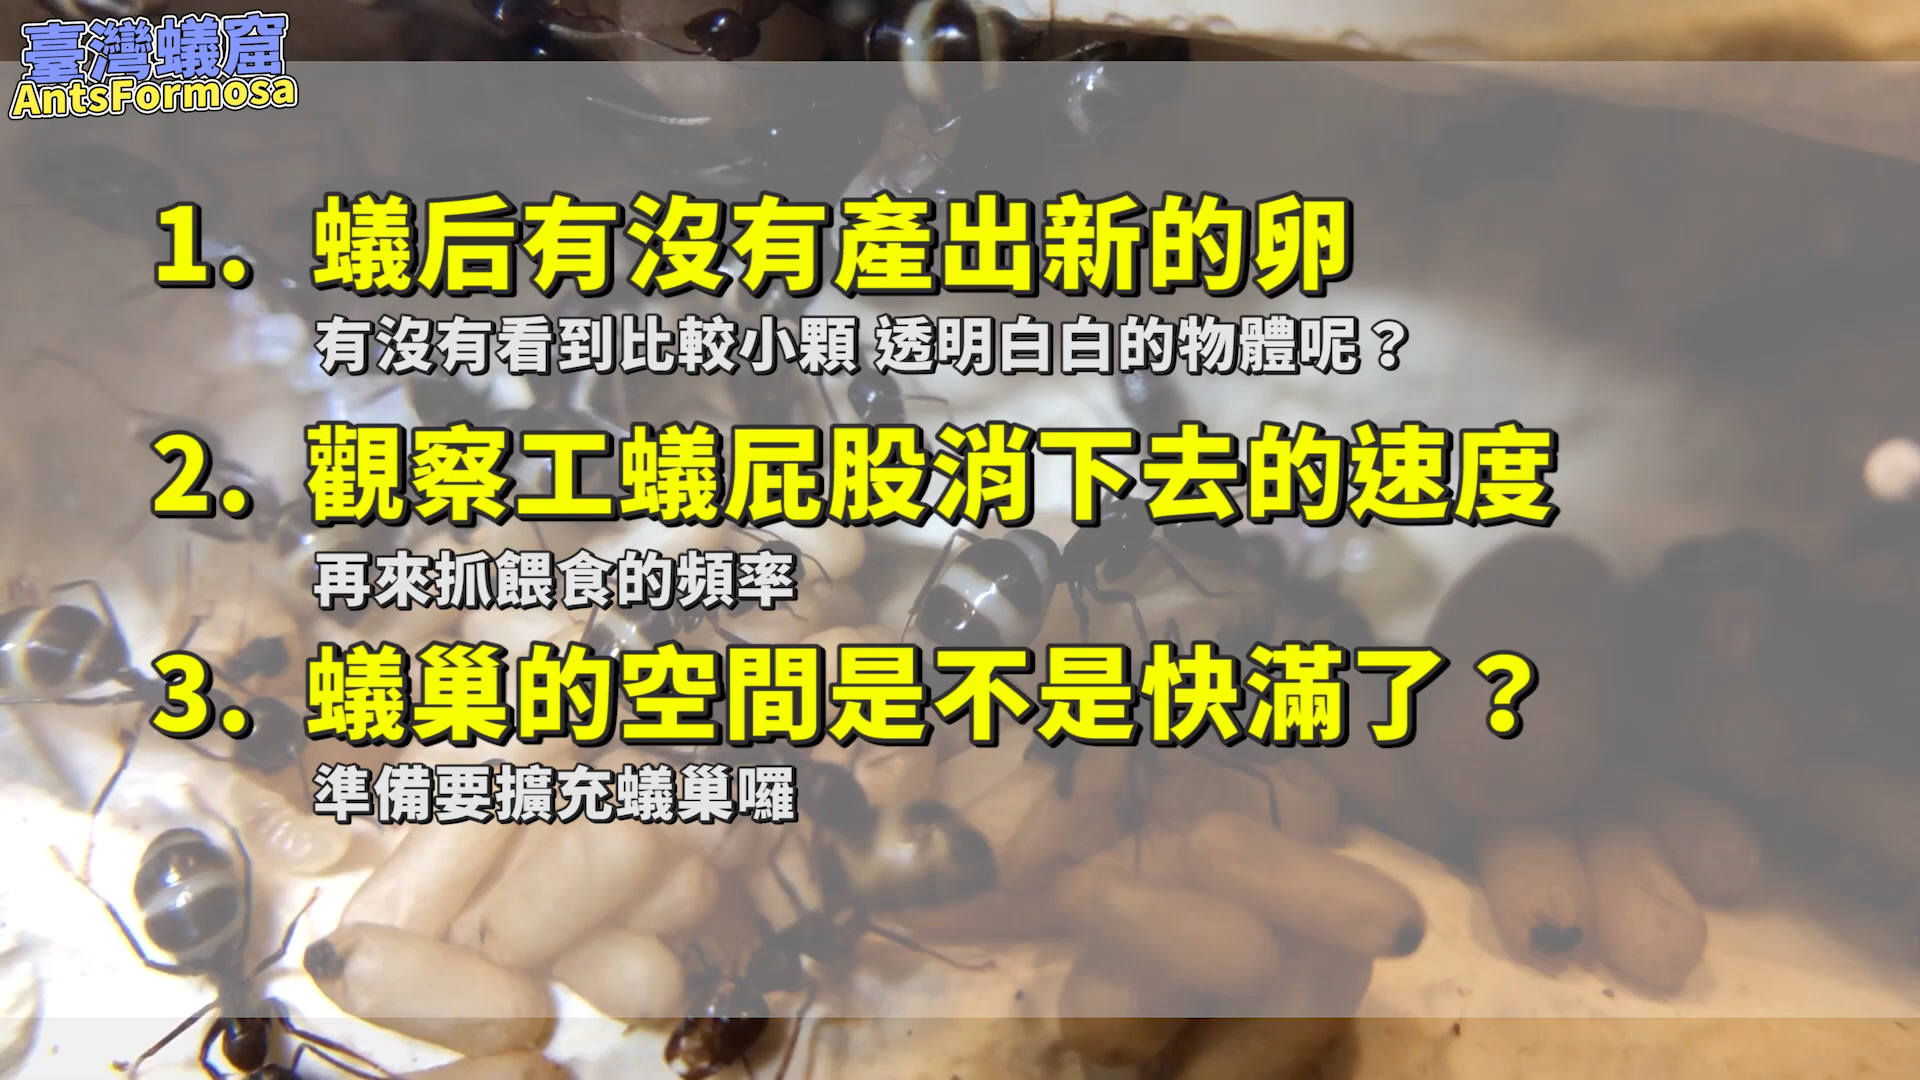 臺灣蟻窟
AntsFormosa
1. 蟻后有沒有產出新的卵
有沒有看到比較小顆 透明白白的物體呢？
2. 觀察工蟻屁股消下去的速度
再來抓餵食的頻率
3. 蟻巢的空間是不是快滿了？
準備要擴充蟻巢囉